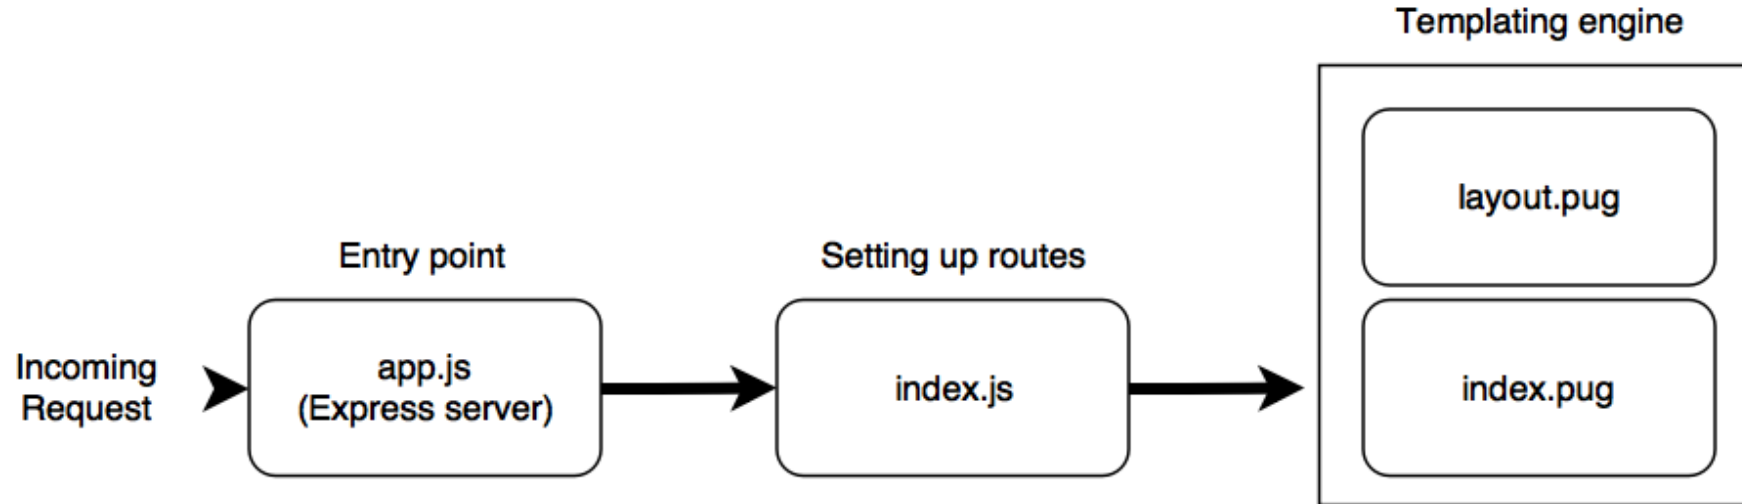 Templating engine
layout.pug
Entry point
Setting up routes
Incoming
Request
app.js
(Express server)
index.js
index.pug